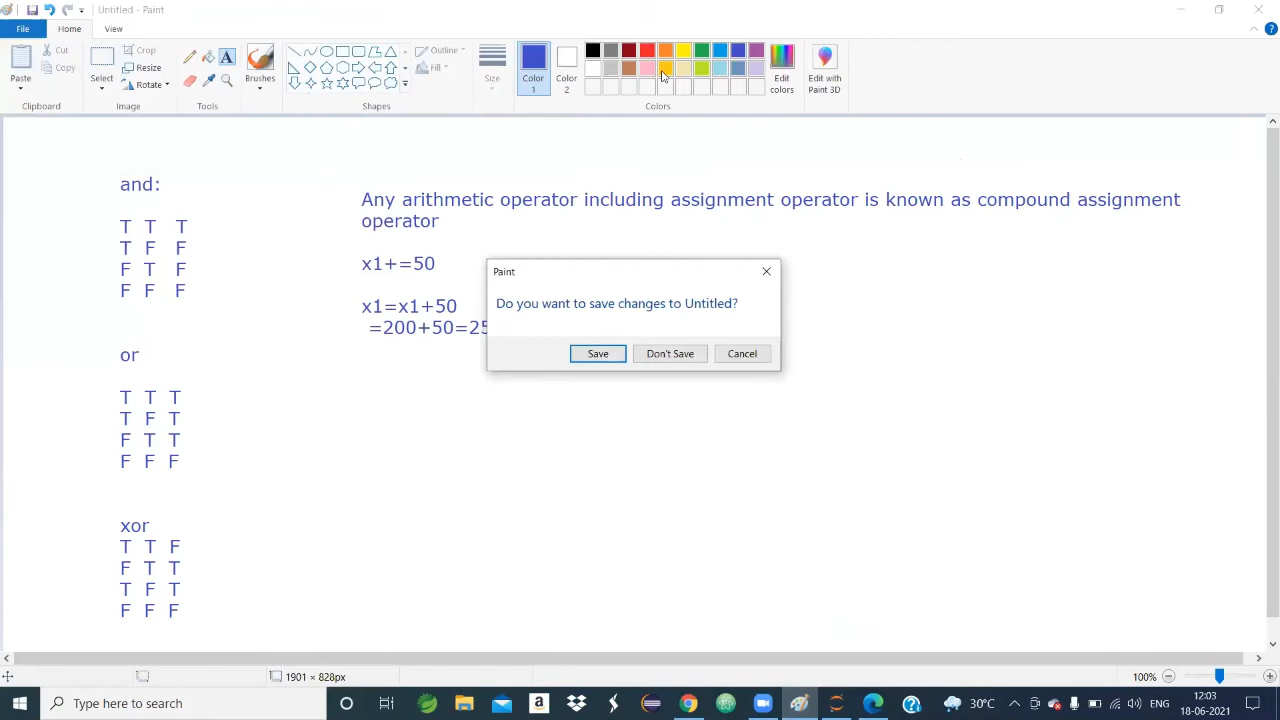 Untitled - Paint
File Home View
Paste
Cut
Copy
Clipboard
Select
Crop
Resize
Rotate
Image
Tools
Brushes
Shapes
Outline
Fill
Size
Color 1
Color 2
Colors
Edit colors
Edit with Paint 3D
and:
T T T
T F F
F T F
F F F
or
T T T
T F T
F T T
F F F
xor
T T F
F T T
T F T
F F F
Any arithmetic operator including assignment operator is known as compound assignment
operator
x1+=50
x1=x1+50
=200+50=25
Paint
Do you want to save changes to Untitled?
Save Don't Save Cancel
1901 × 828px
100%
Type here to search
30°C
ENG
12:03
18-06-2021